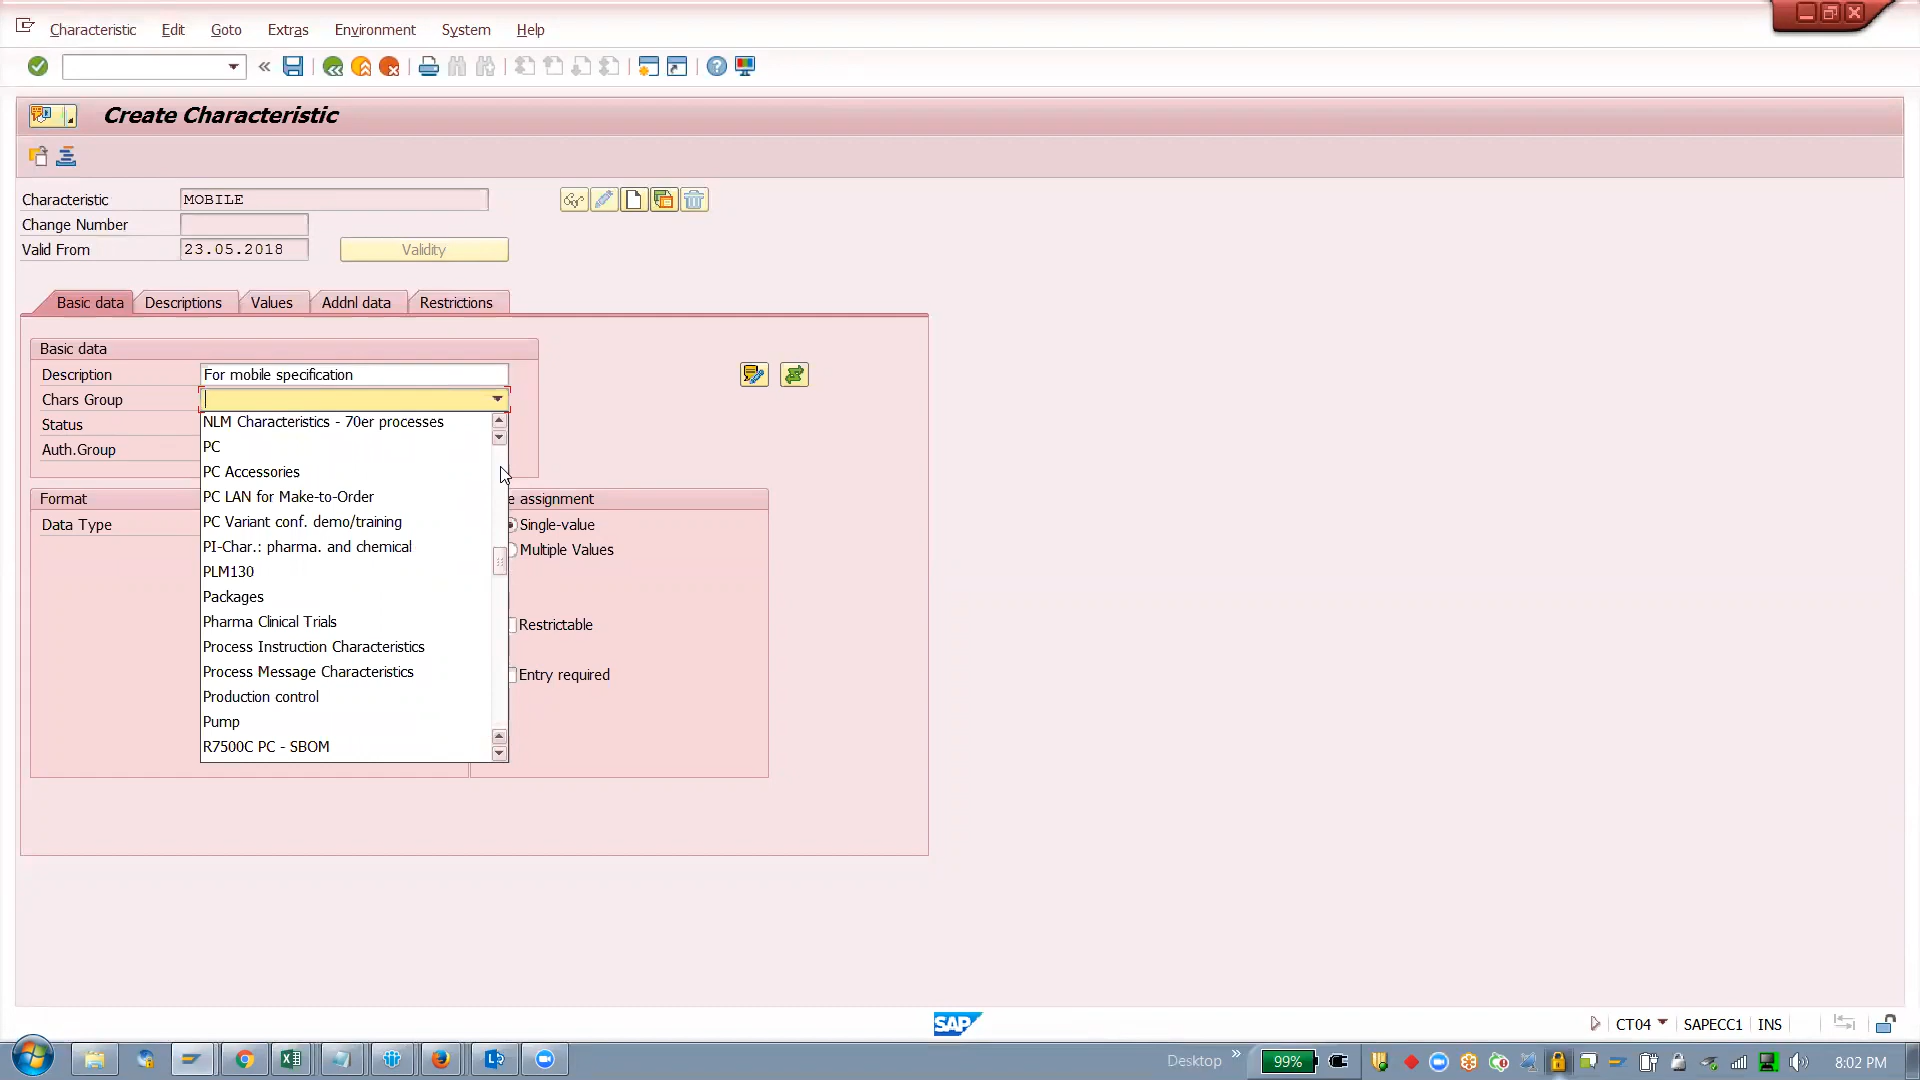 Characteristic Edit Goto Extras Environment System Help
Create Characteristic
Characteristic MOBILE
Change Number
Valid From 23.05.2018 Validity
Basic data Descriptions Values Addnl data Restrictions
Basic data
Description For mobile specification
Chars Group
Status
Auth.Group
NLM Characteristics - 70er processes
PC
PC Accessories
PC LAN for Make-to-Order
PC Variant conf. demo/training
PI-Char.: pharma. and chemical
PLM130
Packages
Pharma Clinical Trials
Process Instruction Characteristics
Process Message Characteristics
Production control
Pump
R7500C PC - SBOM
Format
Data Type
e assignment
Single-value
Multiple Values
Restrictable
Entry required
SAP
CT04 SAPECC1 INS
Desktop 99% 8:02 PM